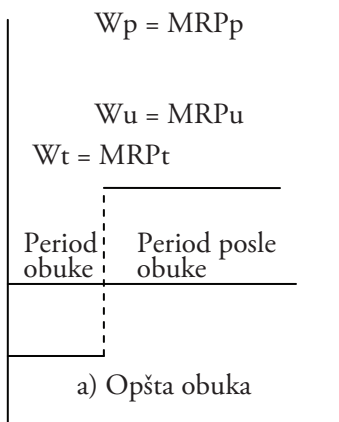 Wp = MRPp
Wu = MRPu
Wt = MRPt
Period obuke
Period posle obuke
a) Opšta obuka